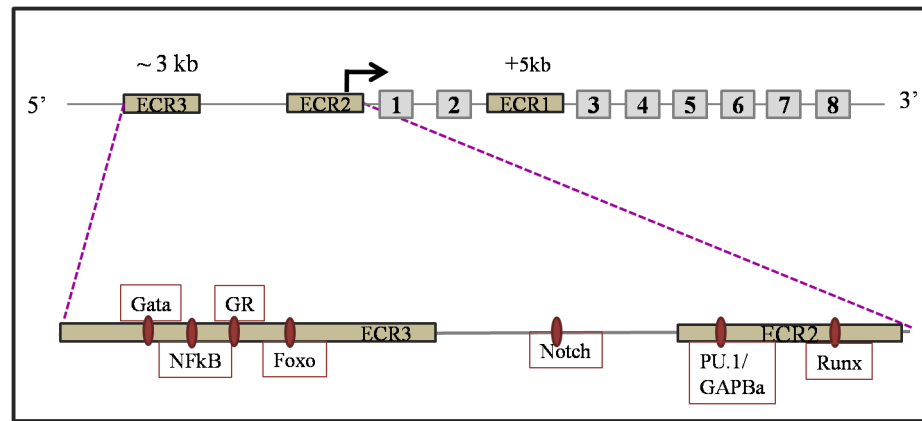 ~ 3 kb
+5kb
5’ ECR3 ECR2 1 2 ECR1 3 4 5 6 7 8 3’
Gata GR
ECR3 ECR2
NFkB Foxo Notch PU.1/ Runx
GAPBa